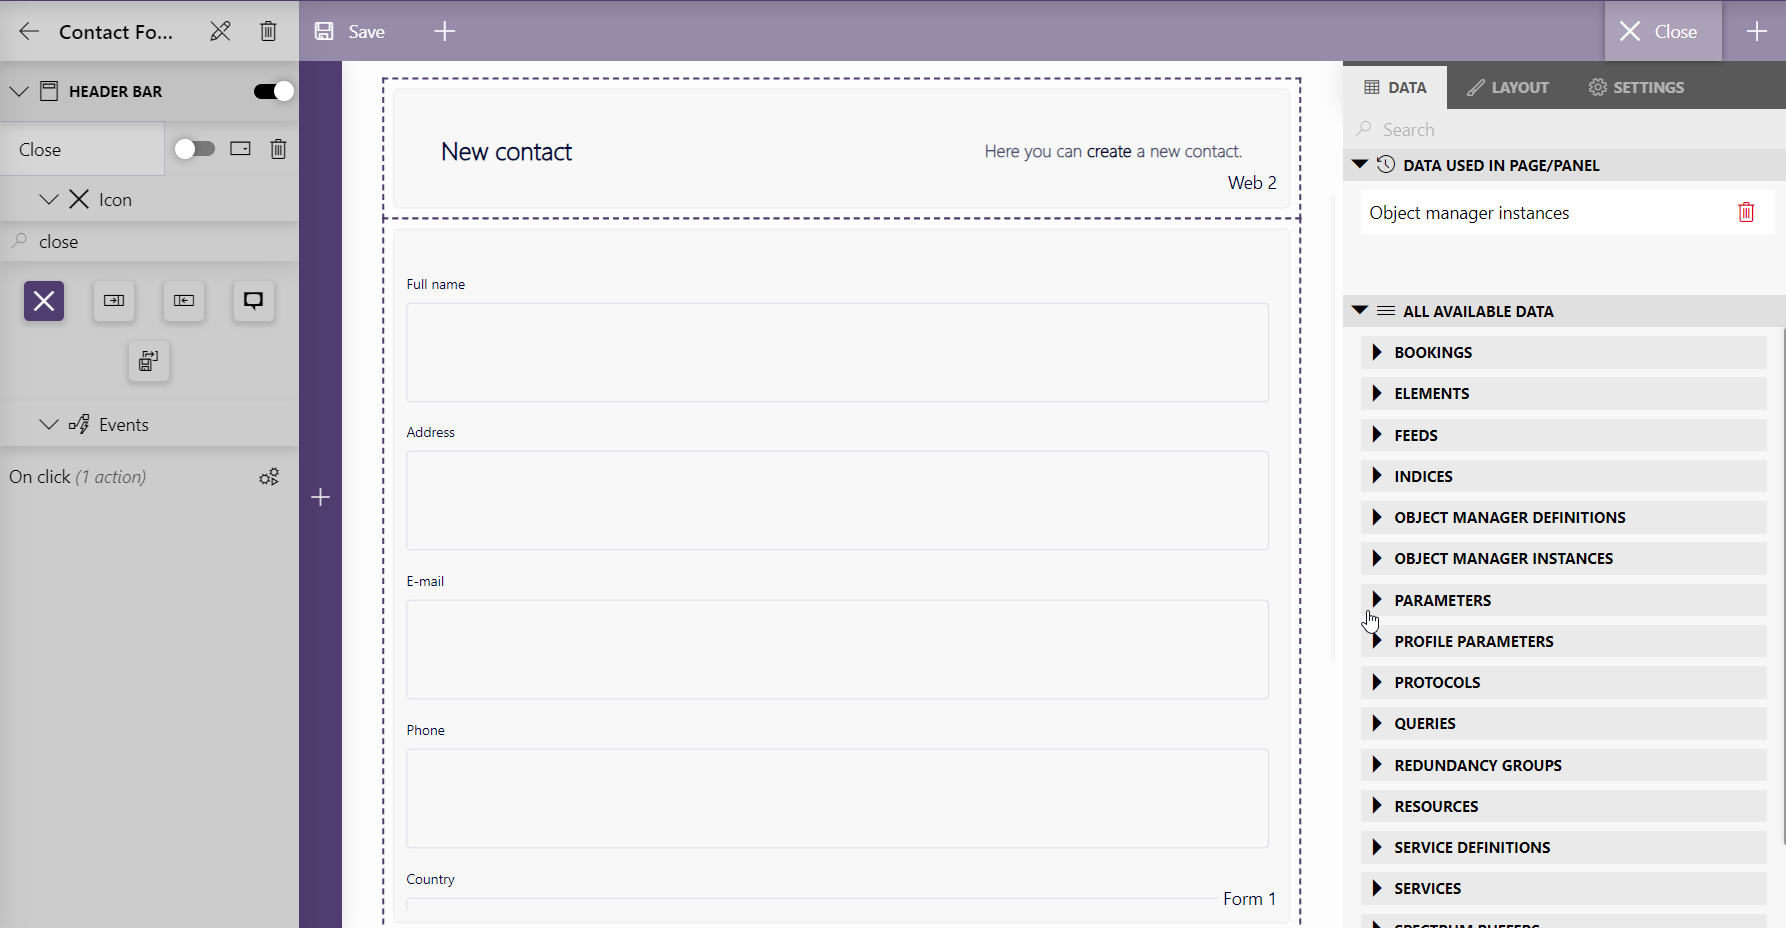 Contact Fo...
Save
Close
HEADER BAR
Close
Icon
close
Events
On click (1 action)
New contact
Here you can create a new contact.
Web 2
Full name
Address
E-mail
Phone
Country
Form 1
DATA
LAYOUT
SETTINGS
Search
DATA USED IN PAGE/PANEL
Object manager instances
ALL AVAILABLE DATA
BOOKINGS
ELEMENTS
FEEDS
INDICES
OBJECT MANAGER DEFINITIONS
OBJECT MANAGER INSTANCES
PARAMETERS
PROFILE PARAMETERS
PROTOCOLS
QUERIES
REDUNDANCY GROUPS
RESOURCES
SERVICE DEFINITIONS
SERVICES
SPECTRUM BUFFERS